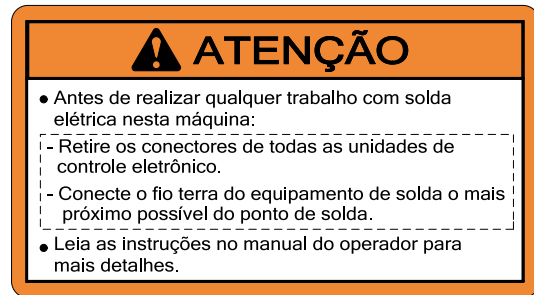 ATENÇÃO
• Antes de realizar qualquer trabalho com solda
elétrica nesta máquina:
- Retire os conectores de todas as unidades de
controle eletrônico.
- Conecte o fio terra do equipamento de solda o mais
próximo possível do ponto de solda.
• Leia as instruções no manual do operador para
mais detalhes.